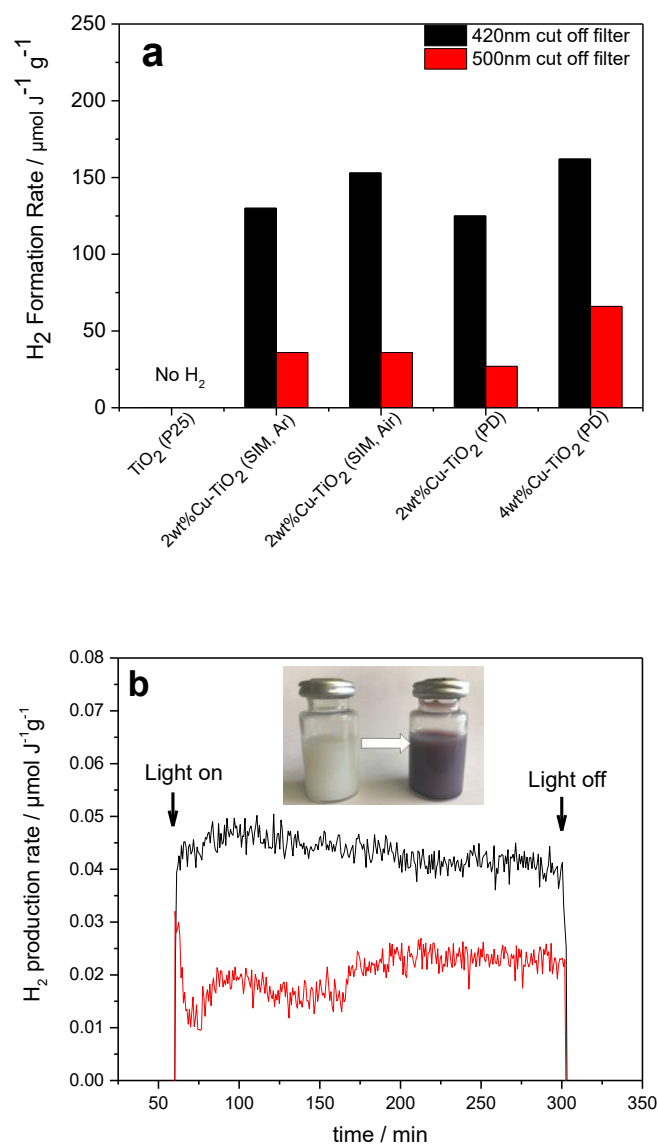 a
420nm cut off filter
500nm cut off filter
H₂ Formation Rate / μmol J⁻¹ g⁻¹
250
200
150
100
50
0
No H₂
TiO₂ (P25)
2wt%Cu-TiO₂ (SIM, Ar)
2wt%Cu-TiO₂ (SIM, Air)
2wt%Cu-TiO₂ (PD)
4wt%Cu-TiO₂ (PD)
b
H₂ production rate / μmol J⁻¹g⁻¹
0.08
0.07
0.06
0.05
0.04
0.03
0.02
0.01
0.00
Light on
Light off
50
100
150
200
250
300
350
time / min